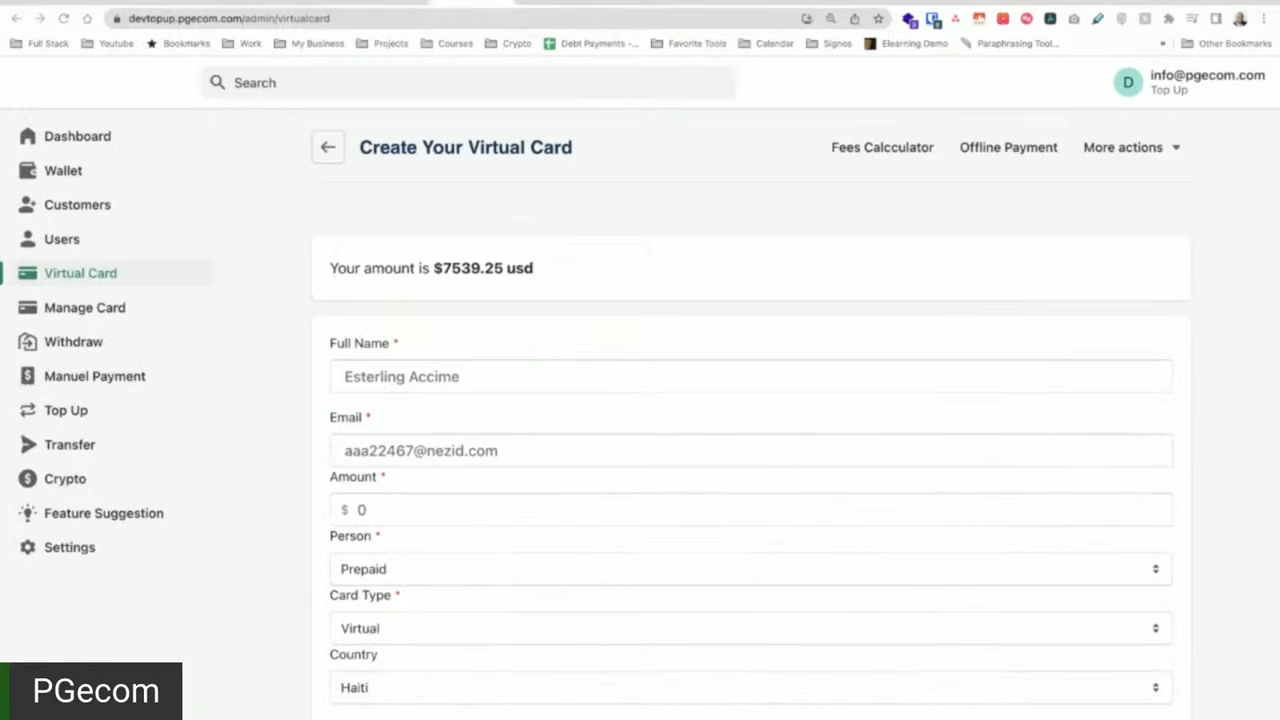 devtopup.pgecom.com/admin/virtualcard
Full Stack Youtube Bookmarks Work My Business Projects Courses Crypto Debt Payments -... Favorite Tools Calendar Signos Elearning Demo Paraphrasing Tool... » Other Bookmarks
Search
D info@pgecom.com
Top Up
Dashboard
Wallet
Customers
Users
Virtual Card
Manage Card
Withdraw
Manuel Payment
Top Up
Transfer
Crypto
Feature Suggestion
Settings
Create Your Virtual Card
Fees Calcculator Offline Payment More actions
Your amount is $7539.25 usd
Full Name *
Esterling Accime
Email *
aaa22467@nezid.com
Amount *
$ 0
Person *
Prepaid
Card Type *
Virtual
Country
Haiti
PGecom